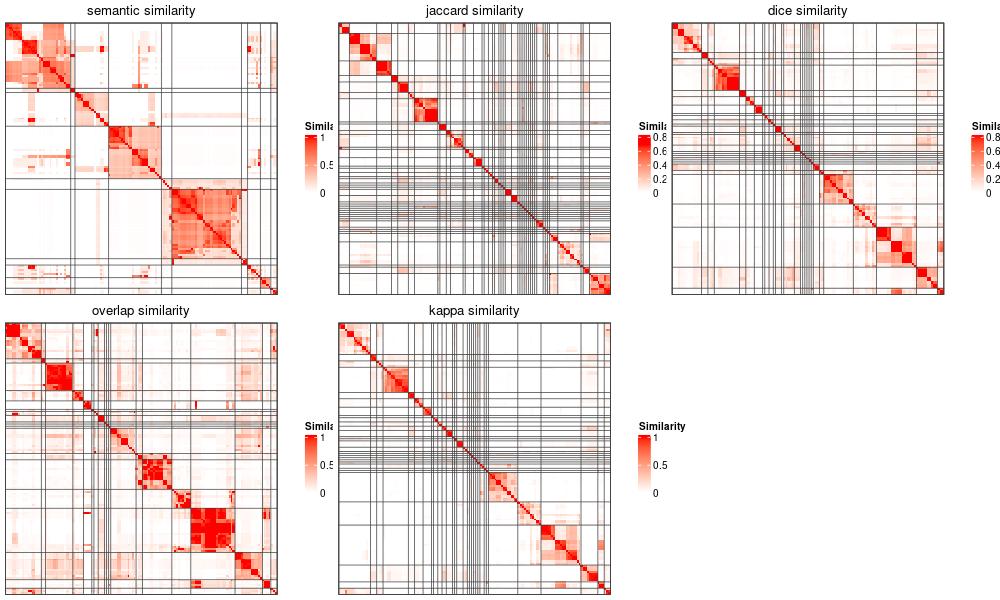 semantic similarity
jaccard similarity
dice similarity
Simila
1
0.5
0
Simila
0.8
0.6
0.4
0.2
0
Simila
0.8
0.6
0.4
0.2
0
overlap similarity
kappa similarity
Simila
1
0.5
0
Similarity
1
0.5
0